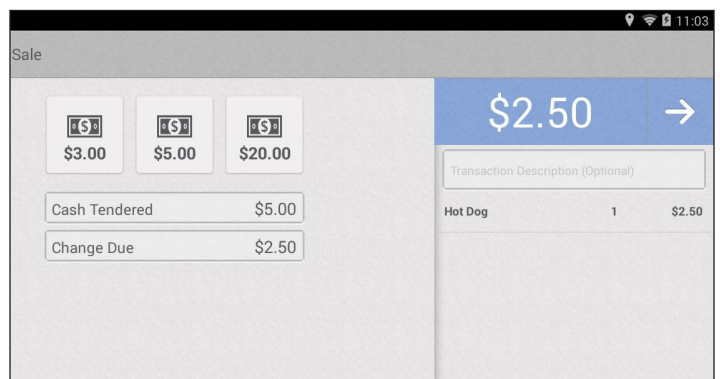 11:03
Sale
$3.00 $5.00 $20.00
Cash Tendered $5.00
Change Due $2.50
$2.50
Transaction Description (Optional)
Hot Dog 1 $2.50